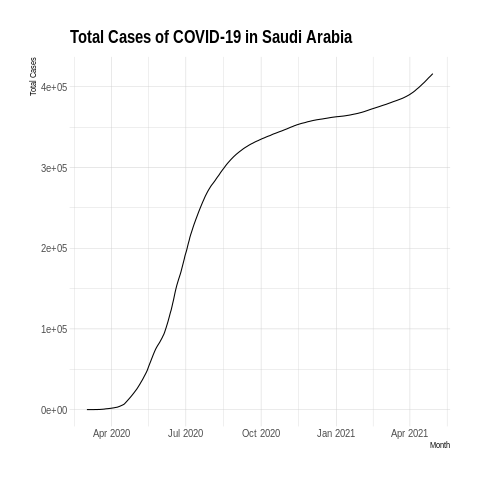 Total Cases of COVID-19 in Saudi Arabia
Total Cases
4e+05
3e+05
2e+05
1e+05
0e+00
Apr 2020 Jul 2020 Oct 2020 Jan 2021 Apr 2021
Month